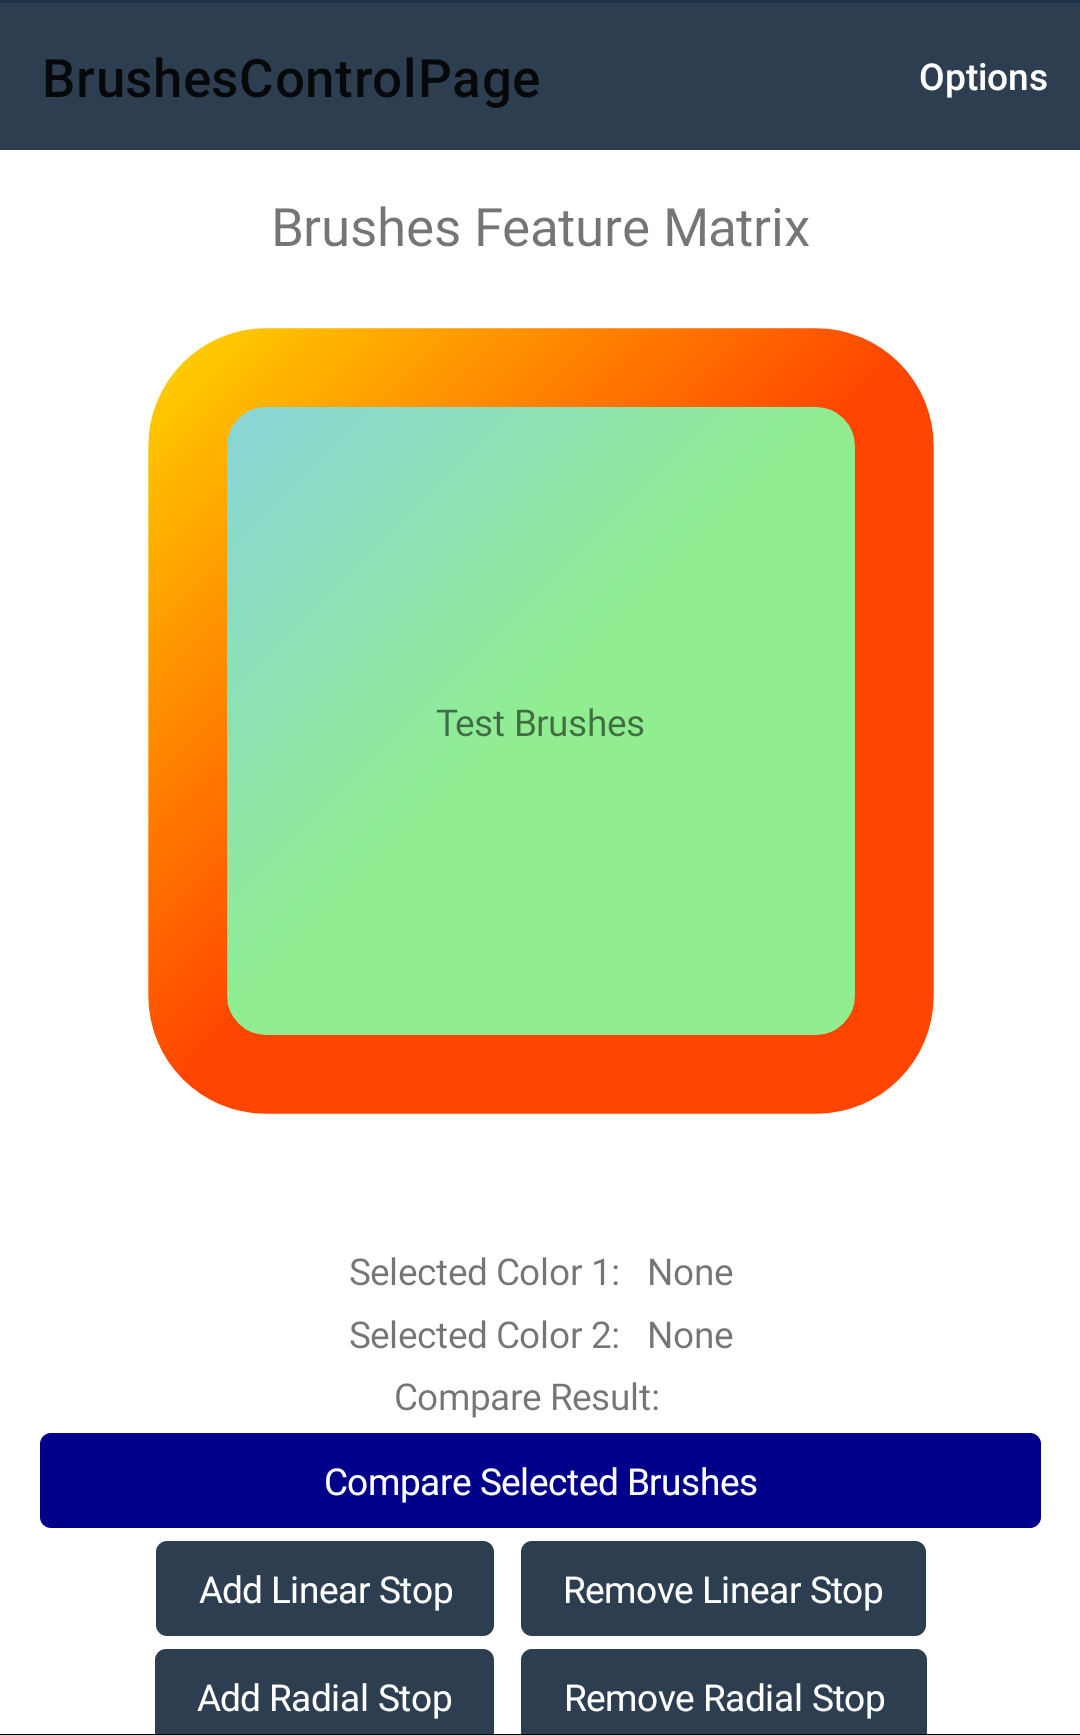 BrushesControlPage Options
Brushes Feature Matrix
Test Brushes
Selected Color 1: None
Selected Color 2: None
Compare Result:
Compare Selected Brushes
Add Linear Stop Remove Linear Stop
Add Radial Stop Remove Radial Stop